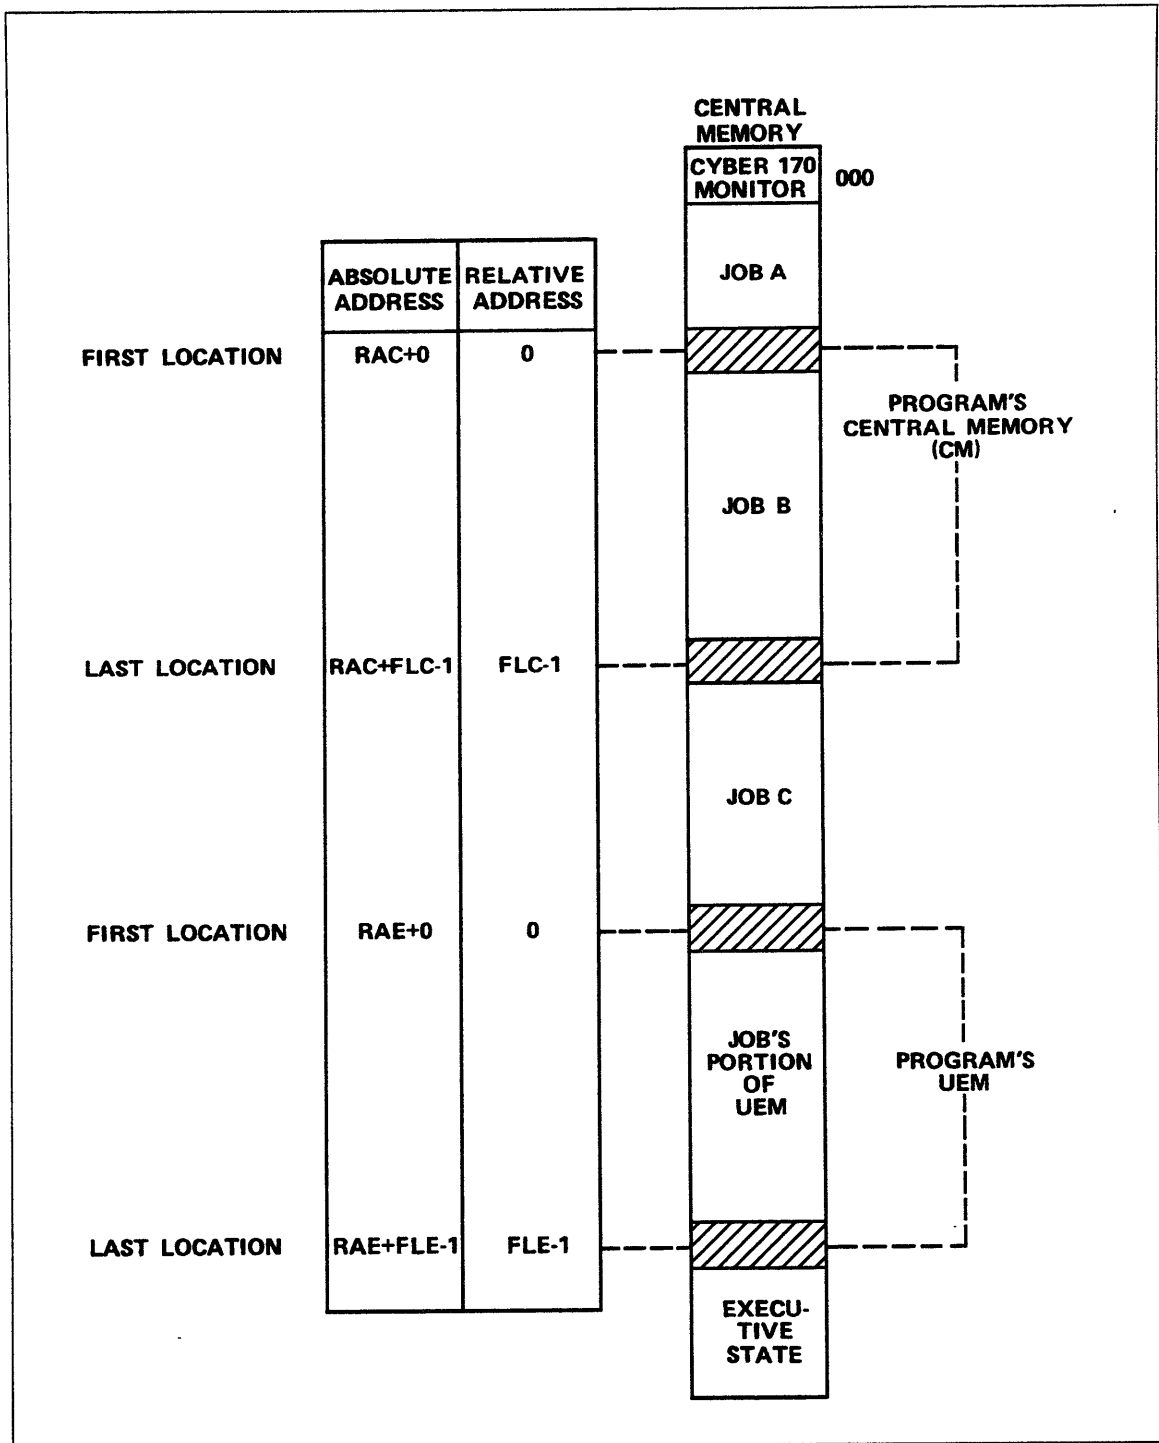 CENTRAL
MEMORY
CYBER 170
MONITOR
000
JOB A
ABSOLUTE
ADDRESS
RELATIVE
ADDRESS
FIRST LOCATION
RAC+0
0
PROGRAM'S
CENTRAL MEMORY
(CM)
JOB B
LAST LOCATION
RAC+FLC-1
FLC-1
JOB C
FIRST LOCATION
RAE+0
0
JOB'S
PORTION
OF
UEM
PROGRAM'S
UEM
LAST LOCATION
RAE+FLE-1
FLE-1
EXECU-
TIVE
STATE